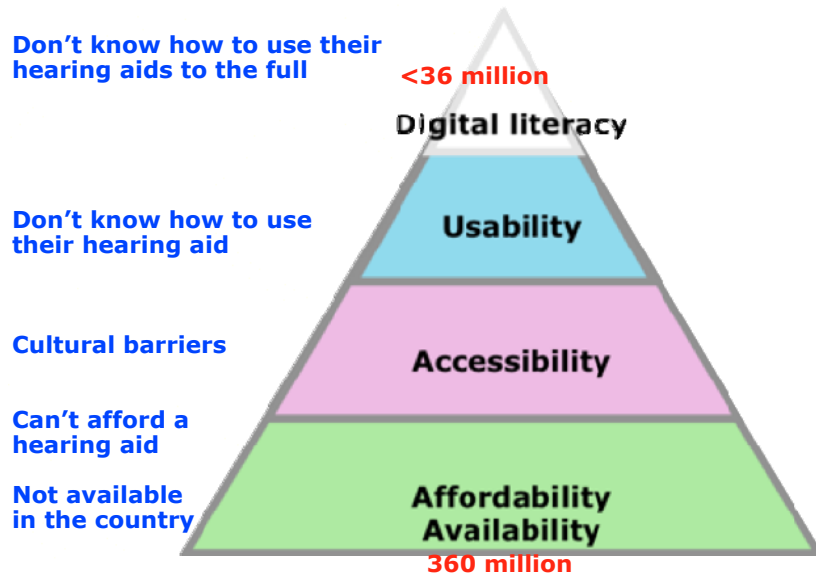 Don’t know how to use their
hearing aids to the full
<36 million
Digital literacy
Don’t know how to use
their hearing aid
Usability
Cultural barriers
Accessibility
Can’t afford a
hearing aid
Not available
in the country
Affordability
Availability
360 million